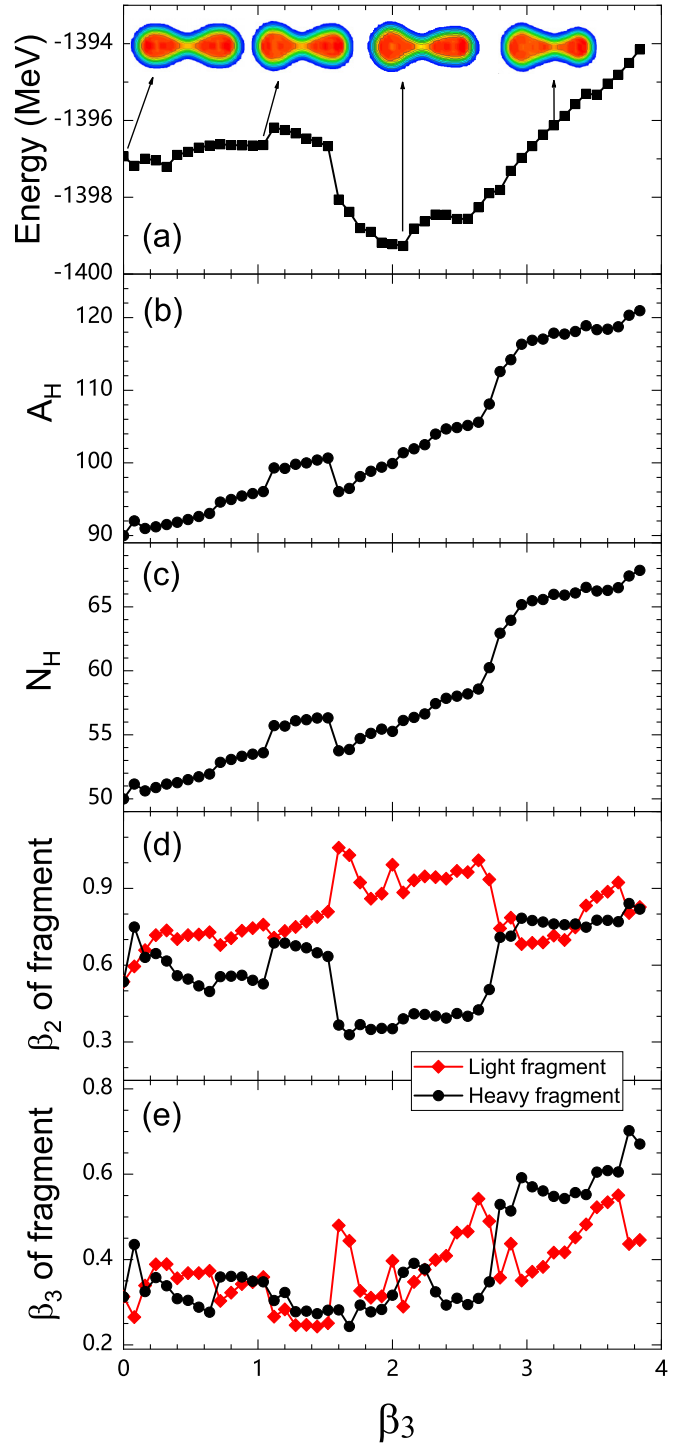 Energy (MeV)
-1394
-1396
-1398
-1400
(a)
A_H
120
110
100
90
(b)
N_H
65
60
55
50
(c)
β₂ of fragment
0.9
0.6
0.3
(d)
Light fragment
Heavy fragment
β₃ of fragment
0.8
0.6
0.4
0.2
(e)
0 1 2 3 4
β₃